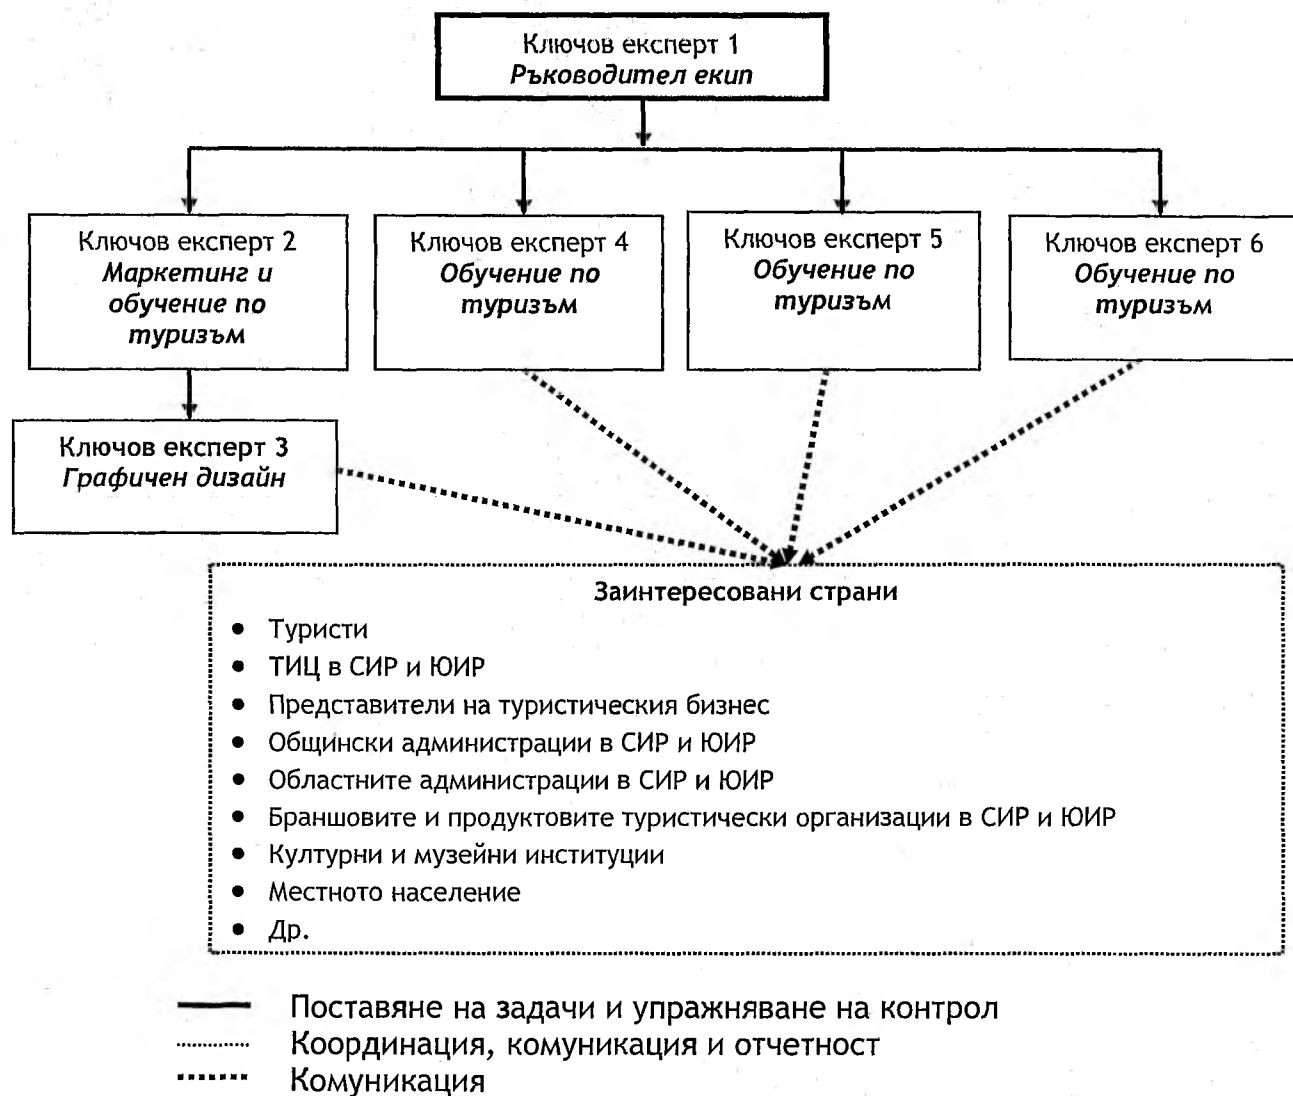 Ключов експерт 1
Ръководител екип
Ключов експерт 2
Маркетинг и
обучение по
туризъм
Ключов експерт 4
Обучение по
туризъм
Ключов експерт 5
Обучение по
туризъм
Ключов експерт 6
Обучение по
туризъм
Ключов експерт 3
Графичен дизайн
Заинтересовани страни
● Туристи
● ТИЦ в СИР и ЮИР
● Представители на туристическия бизнес
● Общински администрации в СИР и ЮИР
● Областните администрации в СИР и ЮИР
● Браншовите и продуктовите туристически организации в СИР и ЮИР
● Културни и музейни институции
● Местното население
● Др.
Поставяне на задачи и упражняване на контрол
Координация, комуникация и отчетност
Комуникация